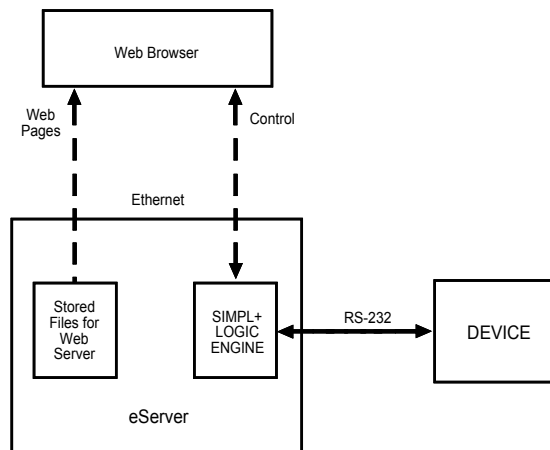 Web Browser
Web
Pages
Control
Ethernet
Stored
Files for
Web
Server
SIMPL+
LOGIC
ENGINE
RS-232
DEVICE
eServer